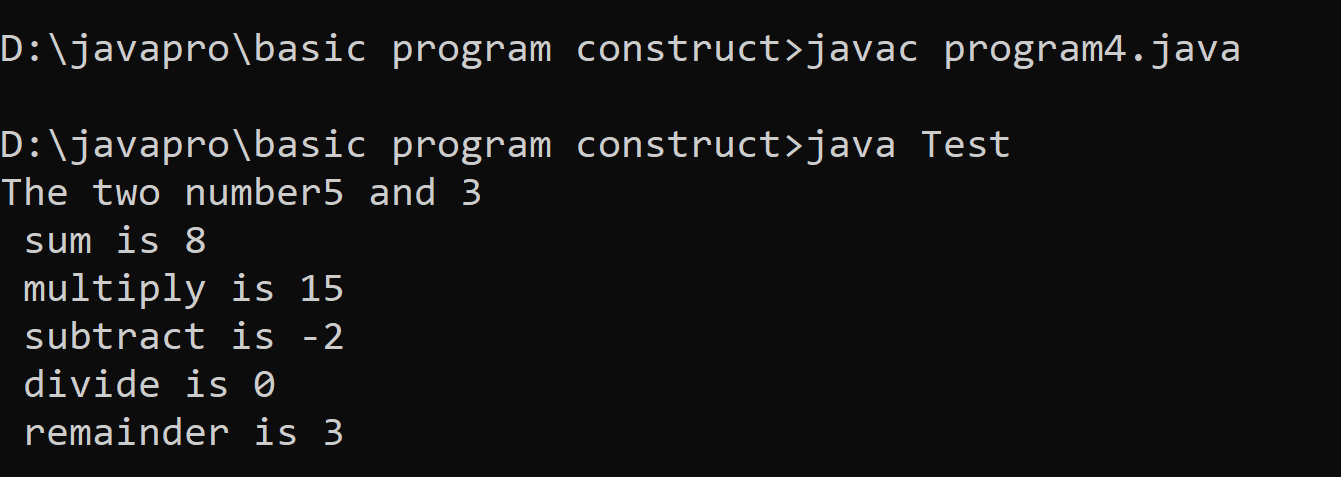 D:\javapro\basic program construct>javac program4.java
D:\javapro\basic program construct>java Test
The two number5 and 3
 sum is 8
 multiply is 15
 subtract is -2
 divide is 0
 remainder is 3